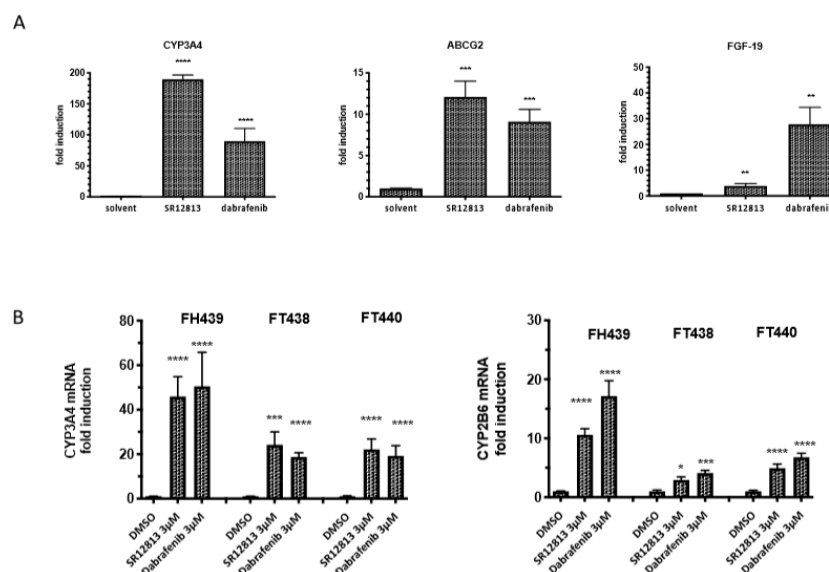 A
CYP3A4
ABCG2
FGF-19
fold induction
200
150
100
50
0
****
****
solvent SR12813 dabrafenib
fold induction
15
10
5
0
***
***
solvent SR12813 dabrafenib
fold induction
50
40
30
20
10
0
**
**
solvent SR12813 dabrafenib
B
CYP3A4 mRNA
fold induction
80
60
40
20
0
FH439 FT438 FT440
**** **** *** **** **** ****
DMSO
SR12813 3µM
Dabrafenib 3µM
DMSO
SR12813 3µM
Dabrafenib 3µM
DMSO
SR12813 3µM
Dabrafenib 3µM
CYP2B6 mRNA
fold induction
30
20
10
0
FH439 FT438 FT440
**** **** * *** **** ****
DMSO
SR12813 3µM
Dabrafenib 3µM
DMSO
SR12813 3µM
Dabrafenib 3µM
DMSO
SR12813 3µM
Dabrafenib 3µM